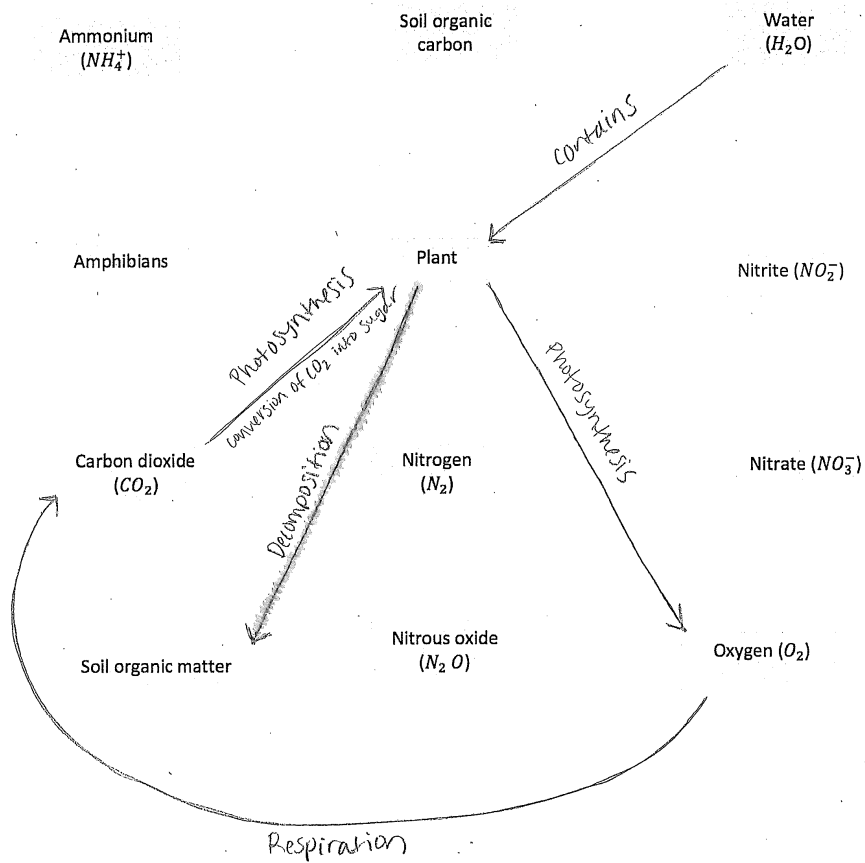 Ammonium
(NH₄⁺)
Soil organic
carbon
Water
(H₂O)
contains
Amphibians
Plant
Nitrite (NO₂⁻)
Photosynthesis
conversion of CO₂ into sugar
Photosynthesis
Decomposition
Carbon dioxide
(CO₂)
Nitrogen
(N₂)
Nitrate (NO₃⁻)
Soil organic matter
Nitrous oxide
(N₂ O)
Oxygen (O₂)
Respiration